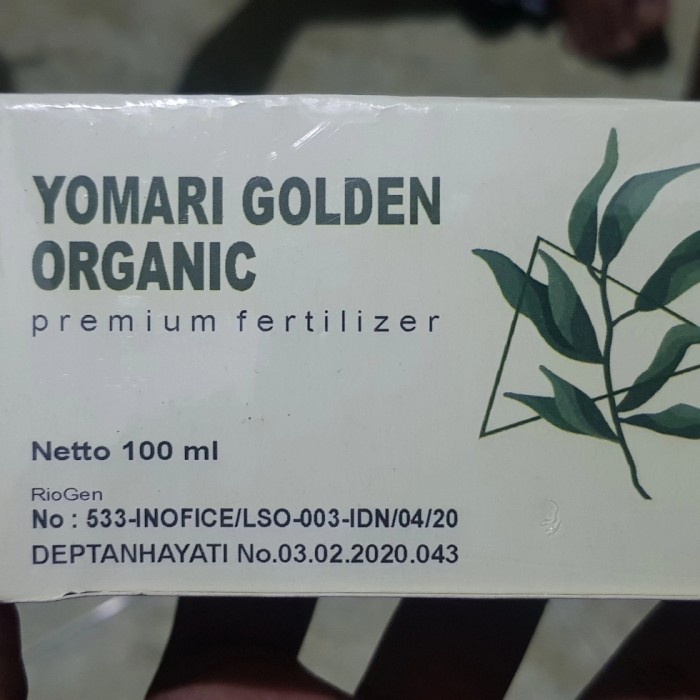 YOMARI GOLDEN
ORGANIC
premium fertilizer
Netto 100 ml
RioGen
No : 533-INOFICE/LSO-003-IDN/04/20
DEPTANHAYATI No.03.02.2020.043